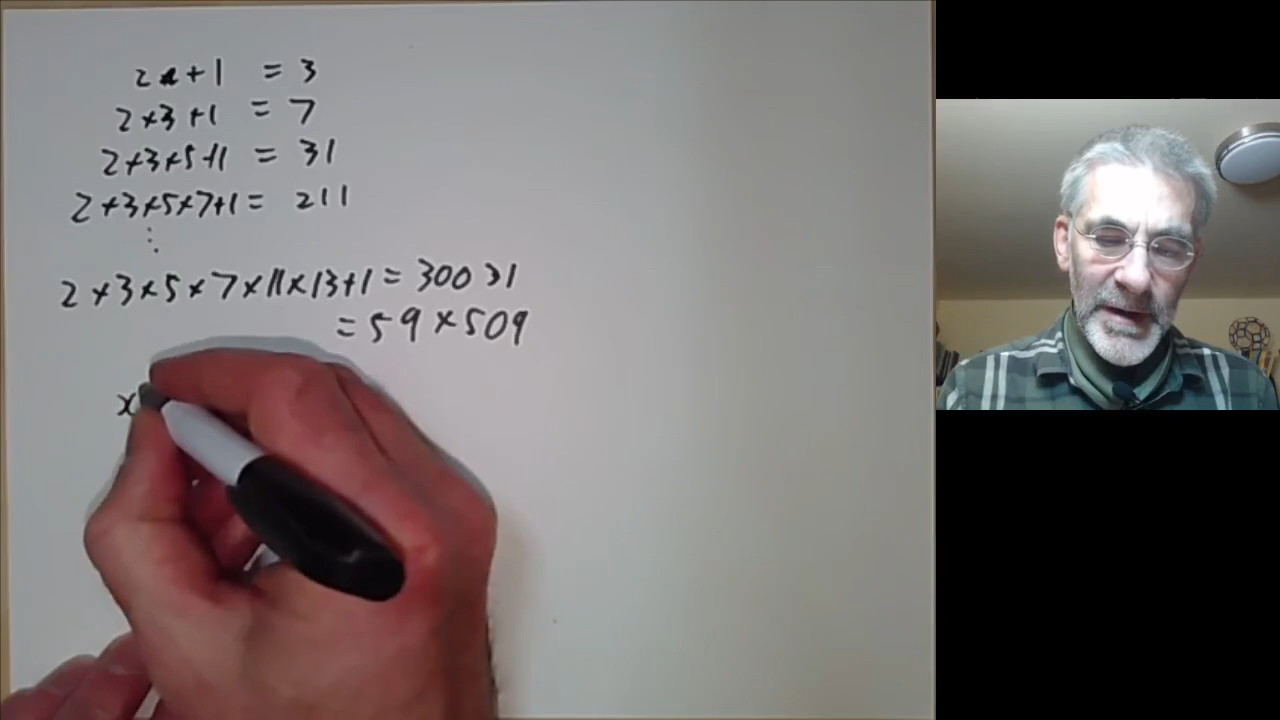 2 + 1 = 3
2 × 3 + 1 = 7
2 × 3 × 5 + 1 = 31
2 × 3 × 5 × 7 + 1 = 211
⋮
2 × 3 × 5 × 7 × 11 × 13 + 1 = 30031
= 59 × 509
x